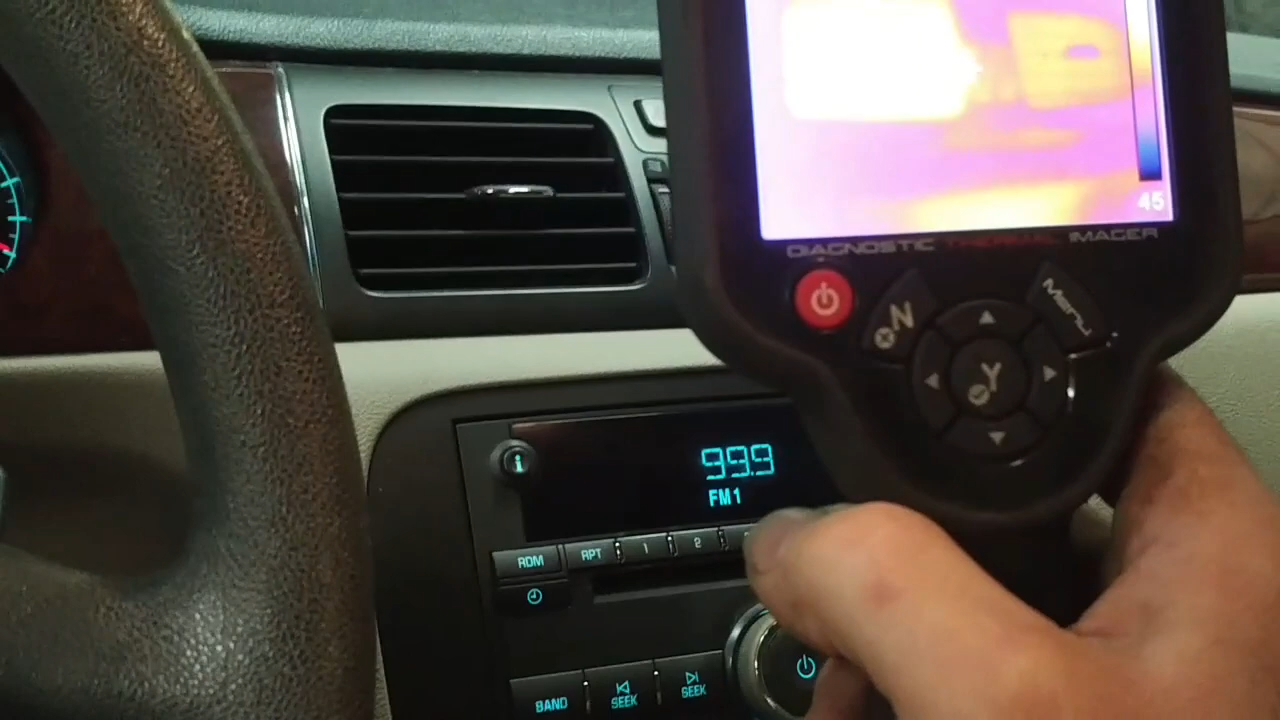 45
DIAGNOSTIC THERMAL IMAGER
N
Menu
Y
i
99.9
FM1
RDM
RPT
1
2
BAND
SEEK
SEEK